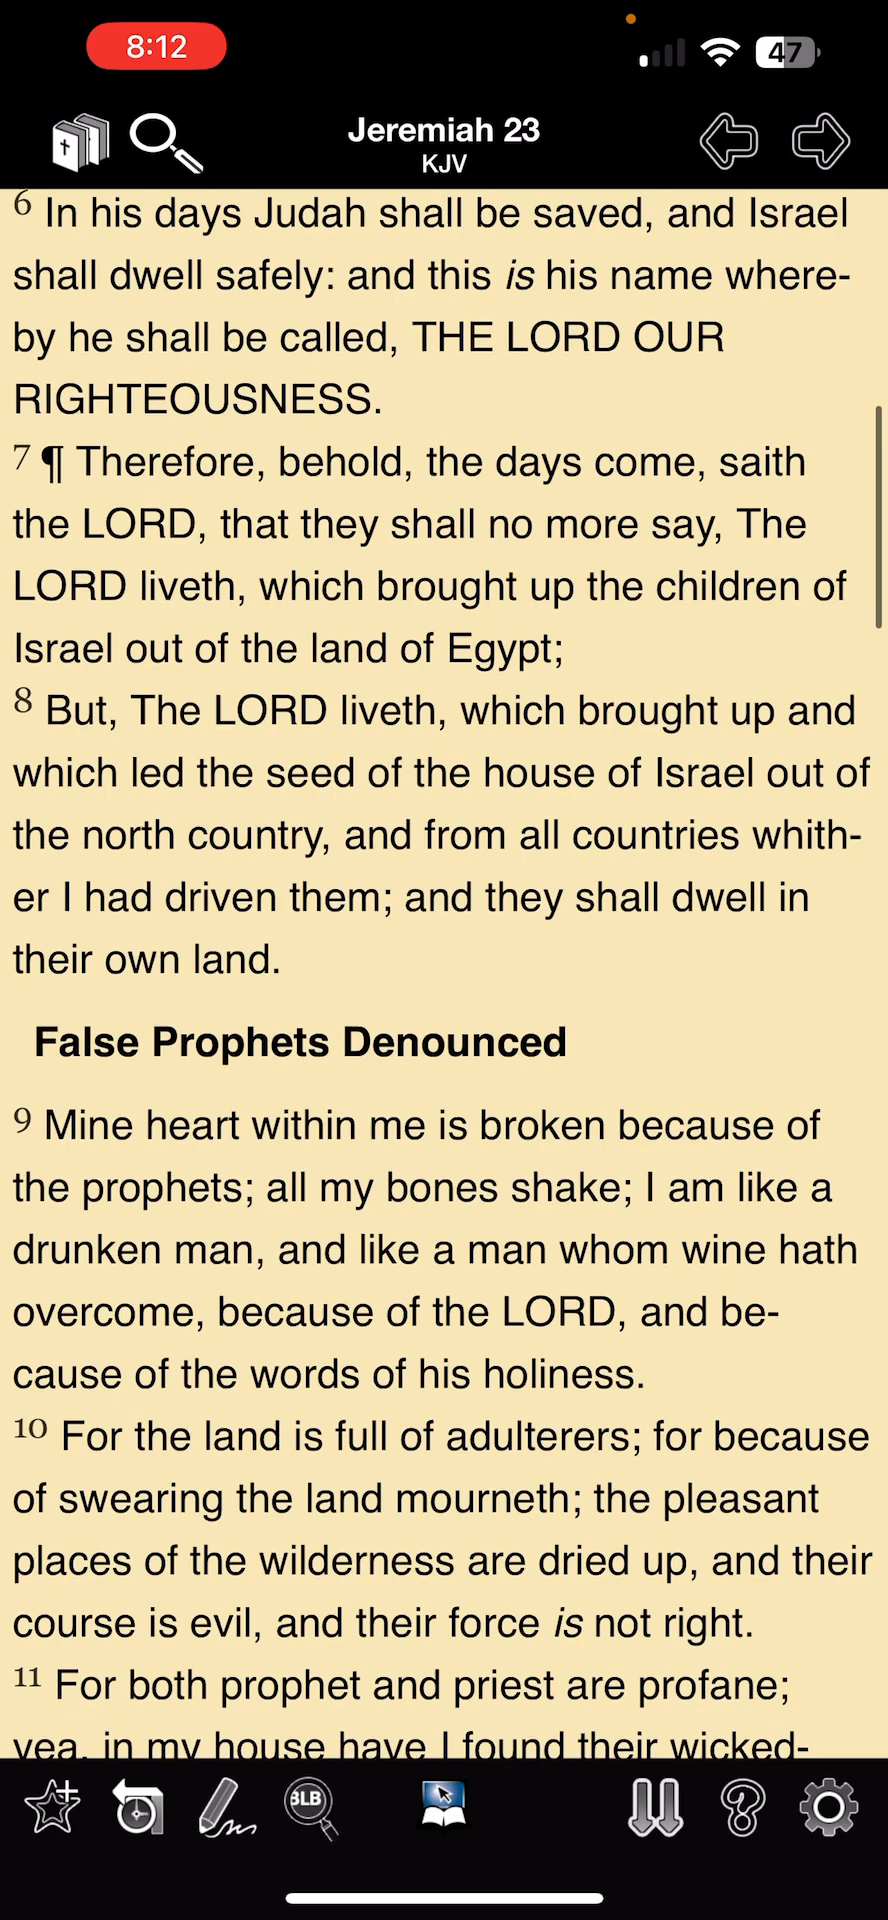 8:12
47
Jeremiah 23
KJV
6 In his days Judah shall be saved, and Israel
shall dwell safely: and this is his name where-
by he shall be called, THE LORD OUR
RIGHTEOUSNESS.
7 ¶ Therefore, behold, the days come, saith
the LORD, that they shall no more say, The
LORD liveth, which brought up the children of
Israel out of the land of Egypt;
8 But, The LORD liveth, which brought up and
which led the seed of the house of Israel out of
the north country, and from all countries whith-
er I had driven them; and they shall dwell in
their own land.
False Prophets Denounced
9 Mine heart within me is broken because of
the prophets; all my bones shake; I am like a
drunken man, and like a man whom wine hath
overcome, because of the LORD, and be-
cause of the words of his holiness.
10 For the land is full of adulterers; for because
of swearing the land mourneth; the pleasant
places of the wilderness are dried up, and their
course is evil, and their force is not right.
11 For both prophet and priest are profane;
yea, in my house have I found their wicked-
BLB